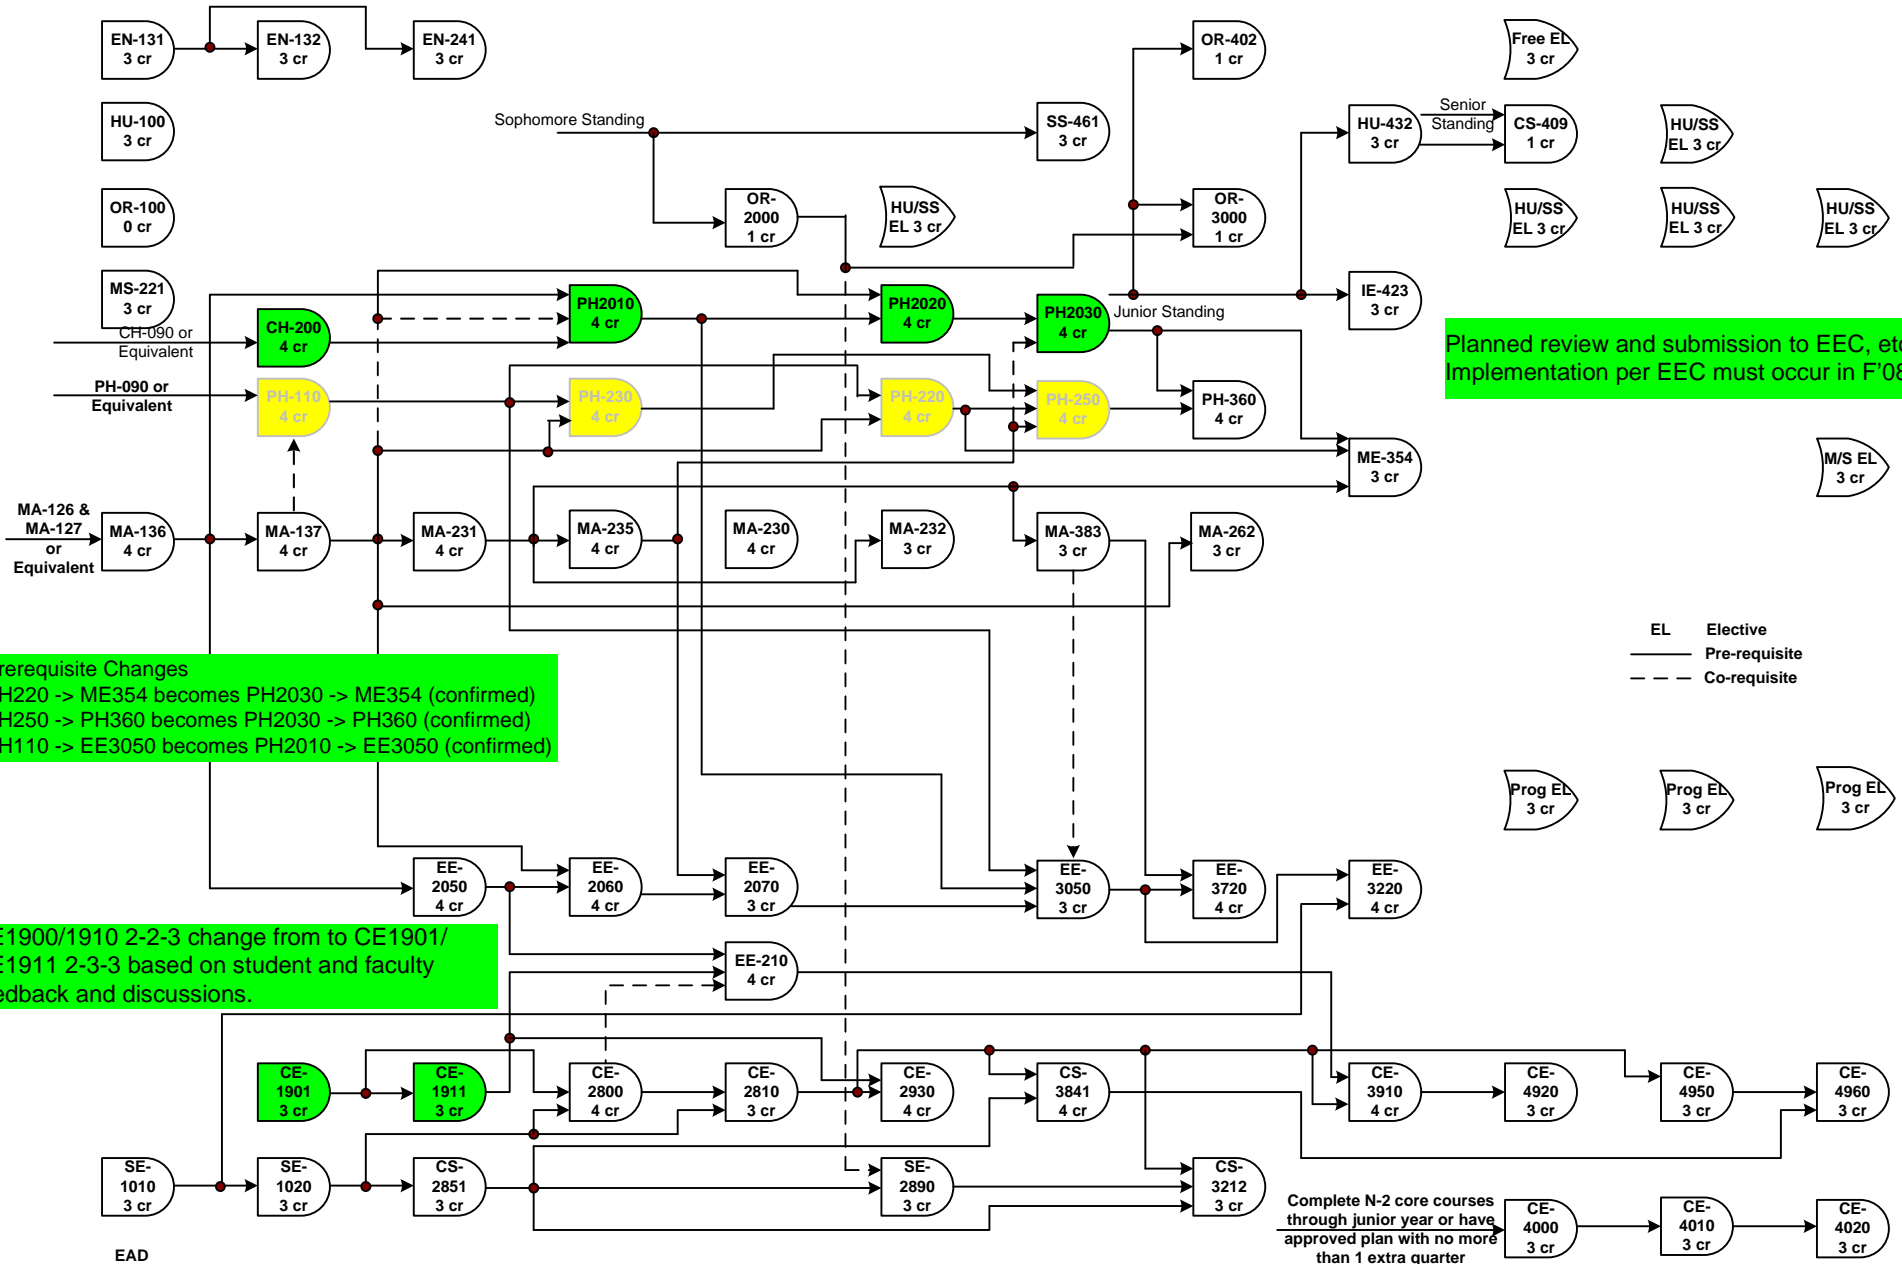 EN-131
3 cr
EN-132
3 cr
EN-241
3 cr
OR-402
1 cr
Free EL
3 cr
HU-100
3 cr
Sophomore Standing
SS-461
3 cr
HU-432
3 cr
Senior
Standing
CS-409
1 cr
HU/SS
EL 3 cr
OR-100
0 cr
OR-
2000
1 cr
HU/SS
EL 3 cr
OR-
3000
1 cr
HU/SS
EL 3 cr
HU/SS
EL 3 cr
HU/SS
EL 3 cr
MS-221
3 cr
CH-090 or
Equivalent
CH-200
4 cr
PH2010
4 cr
PH2020
4 cr
PH2030
4 cr
Junior Standing
IE-423
3 cr
Planned review and submission to EEC, etc
Implementation per EEC must occur in F'08
PH-090 or
Equivalent
PH-110
4 cr
PH-230
4 cr
PH-220
4 cr
PH-250
4 cr
PH-360
4 cr
ME-354
3 cr
M/S EL
3 cr
MA-126 &
MA-127
or
Equivalent
MA-136
4 cr
MA-137
4 cr
MA-231
4 cr
MA-235
4 cr
MA-230
4 cr
MA-232
3 cr
MA-383
3 cr
MA-262
3 cr
EL Elective
Pre-requisite
Co-requisite
rerequisite Changes
H220 -> ME354 becomes PH2030 -> ME354 (confirmed)
H250 -> PH360 becomes PH2030 -> PH360 (confirmed)
H110 -> EE3050 becomes PH2010 -> EE3050 (confirmed)
Prog EL
3 cr
Prog EL
3 cr
Prog EL
3 cr
EE-
2050
4 cr
EE-
2060
4 cr
EE-
2070
3 cr
EE-
3050
3 cr
EE-
3720
4 cr
EE-
3220
4 cr
E1900/1910 2-2-3 change from to CE1901/
E1911 2-3-3 based on student and faculty
edback and discussions.
EE-210
4 cr
CE-
1901
3 cr
CE-
1911
3 cr
CE-
2800
4 cr
CE-
2810
3 cr
CE-
2930
4 cr
CS-
3841
4 cr
CE-
3910
4 cr
CE-
4920
3 cr
CE-
4950
3 cr
CE-
4960
3 cr
SE-
1010
3 cr
SE-
1020
3 cr
CS-
2851
3 cr
SE-
2890
3 cr
CS-
3212
3 cr
Complete N-2 core courses
through junior year or have
approved plan with no more
than 1 extra quarter
CE-
4000
3 cr
CE-
4010
3 cr
CE-
4020
3 cr
EAD